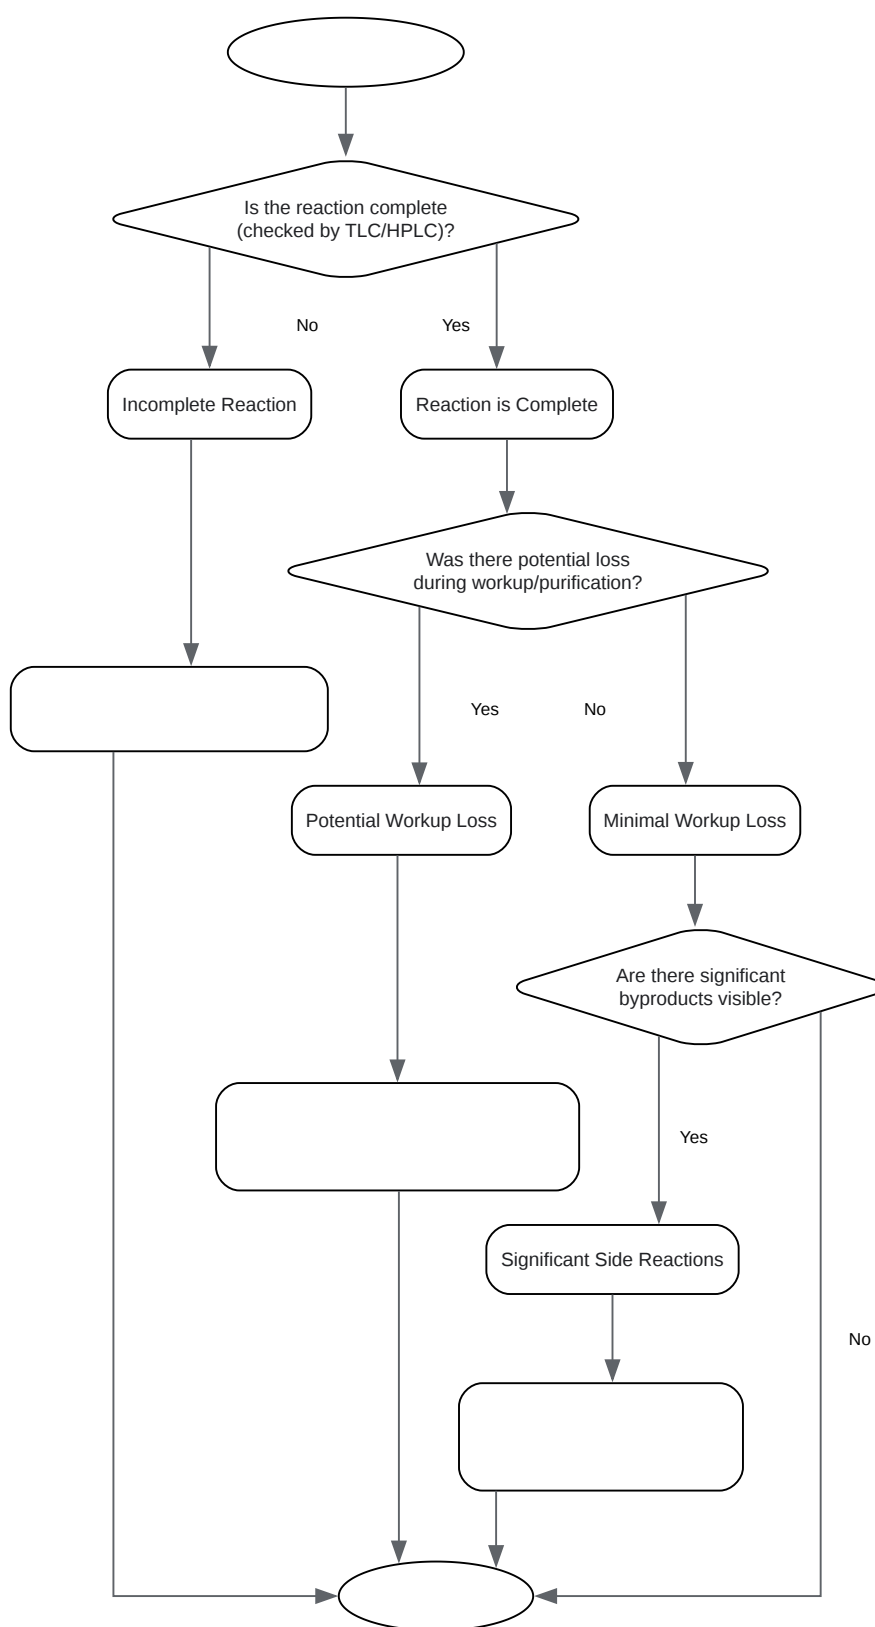 Is the reaction complete
(checked by TLC/HPLC)?
No
Yes
Incomplete Reaction
Reaction is Complete
Was there potential loss
during workup/purification?
Yes
No
Potential Workup Loss
Minimal Workup Loss
Are there significant
byproducts visible?
Yes
Significant Side Reactions
No